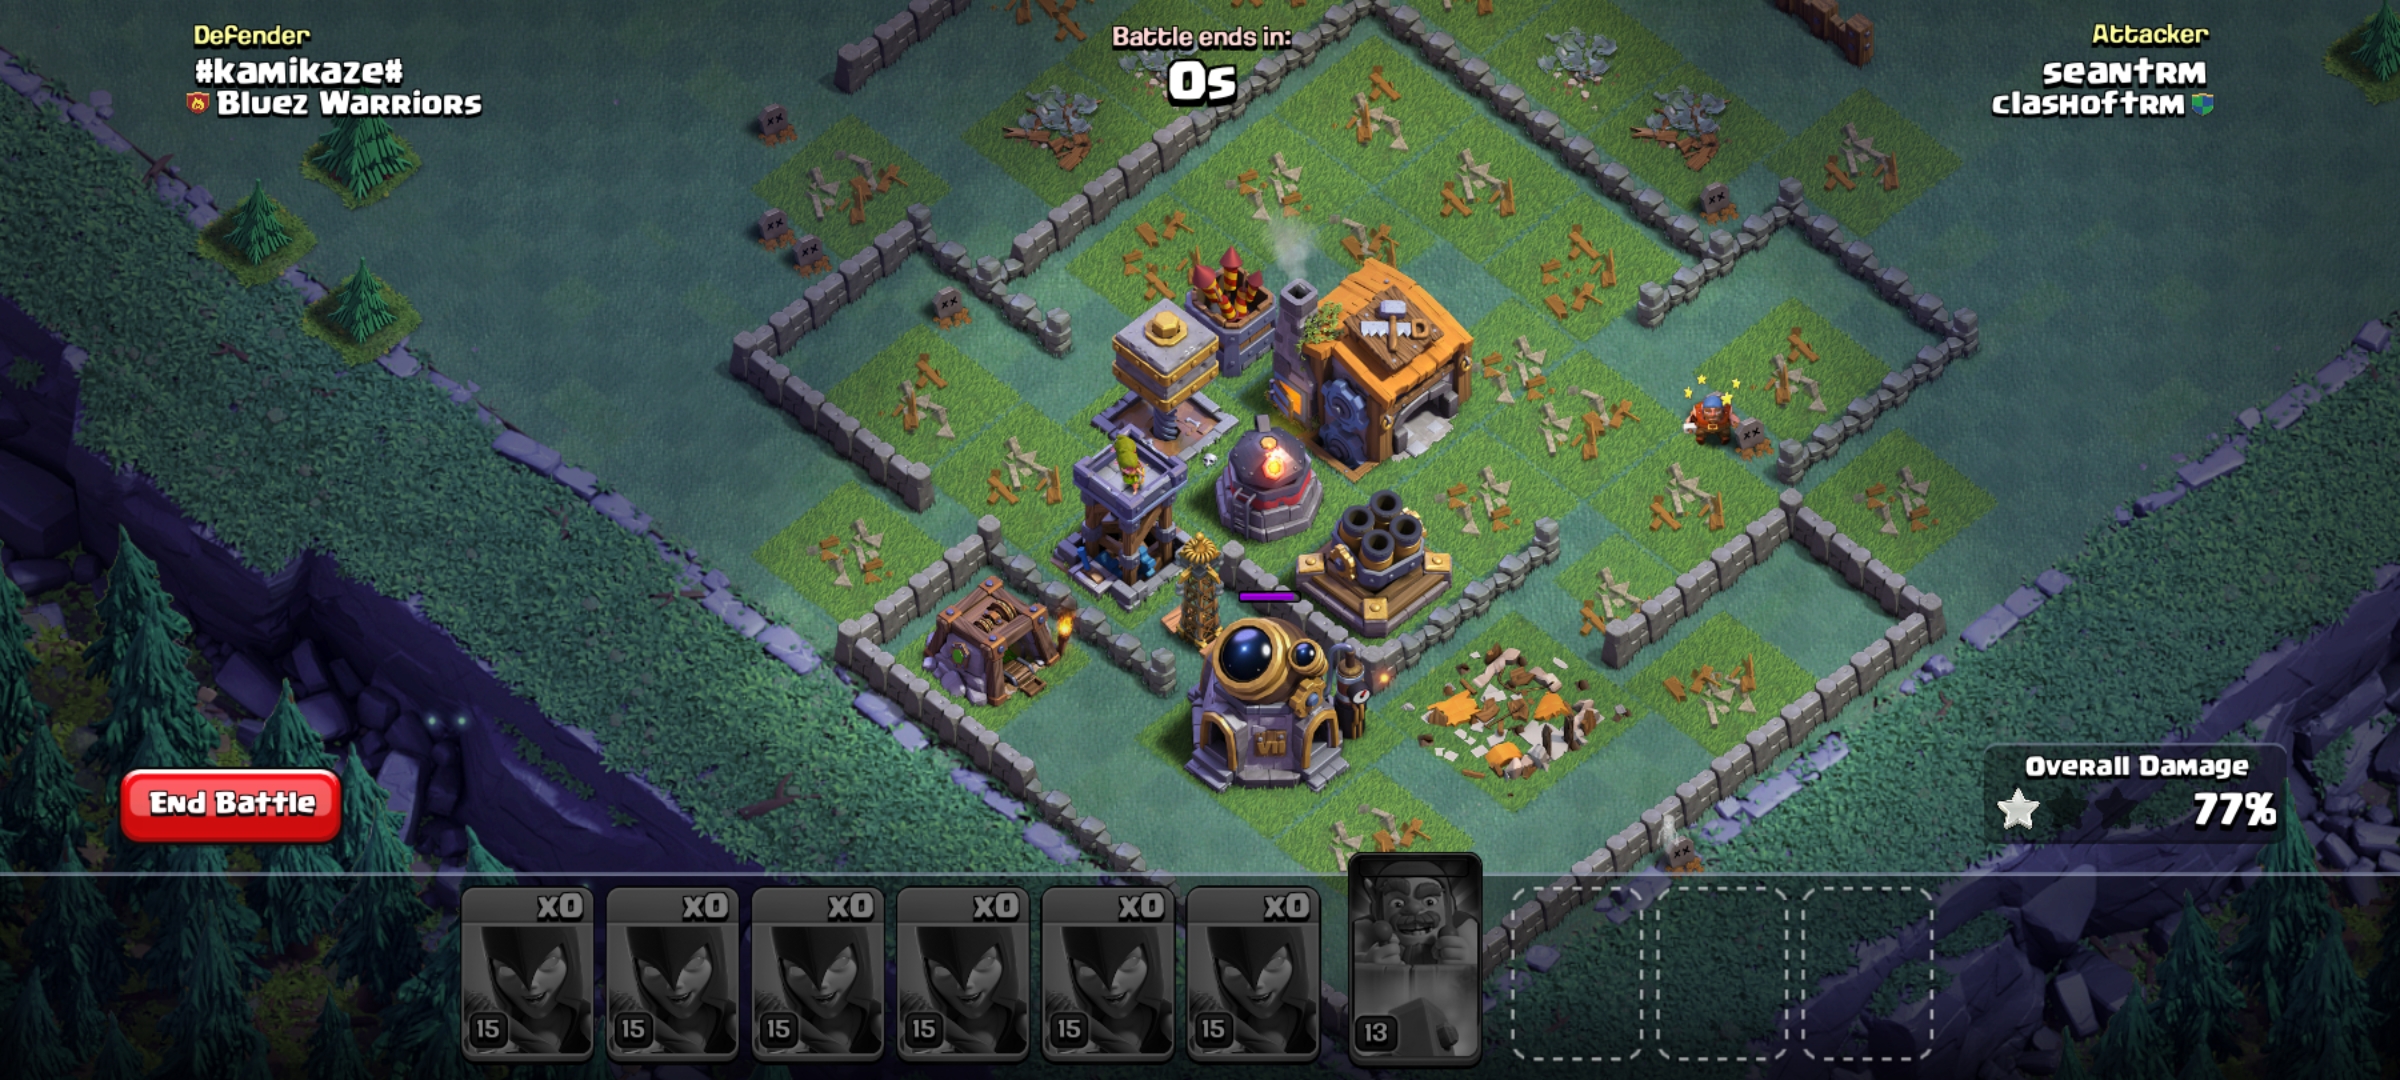 Defender
#kamikaze#
Bluez Warriors
Battle ends in:
0s
Attacker
seantRM
clashoftRM
VII
End Battle
Overall Damage
77%
x0
x0
x0
x0
x0
x0
15
15
15
15
15
15
13